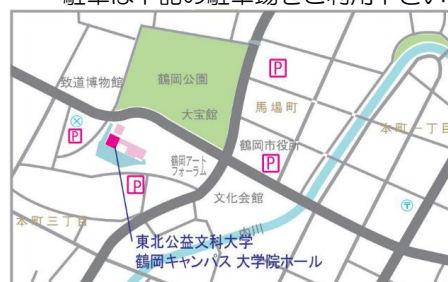 駐車は下記の駐車場をご利用下さい
致道博物館
鶴岡公園
大宝館
P
馬場町
本町一丁目
P
鶴岡市役所
P
鶴岡アート
フォーラム
P
文化会館
内川
本町三丁目
東北公益文科大学
鶴岡キャンパス 大学院ホール